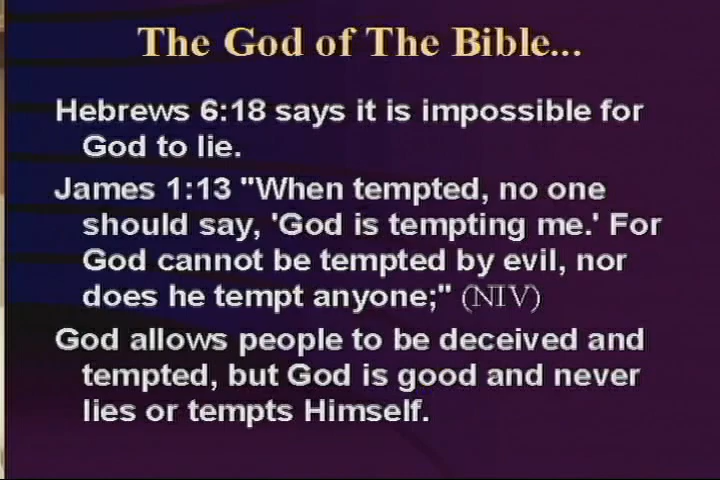 The God of The Bible...
Hebrews 6:18 says it is impossible for
God to lie.
James 1:13 "When tempted, no one
should say, 'God is tempting me.' For
God cannot be tempted by evil, nor
does he tempt anyone;" (NIV)
God allows people to be deceived and
tempted, but God is good and never
lies or tempts Himself.